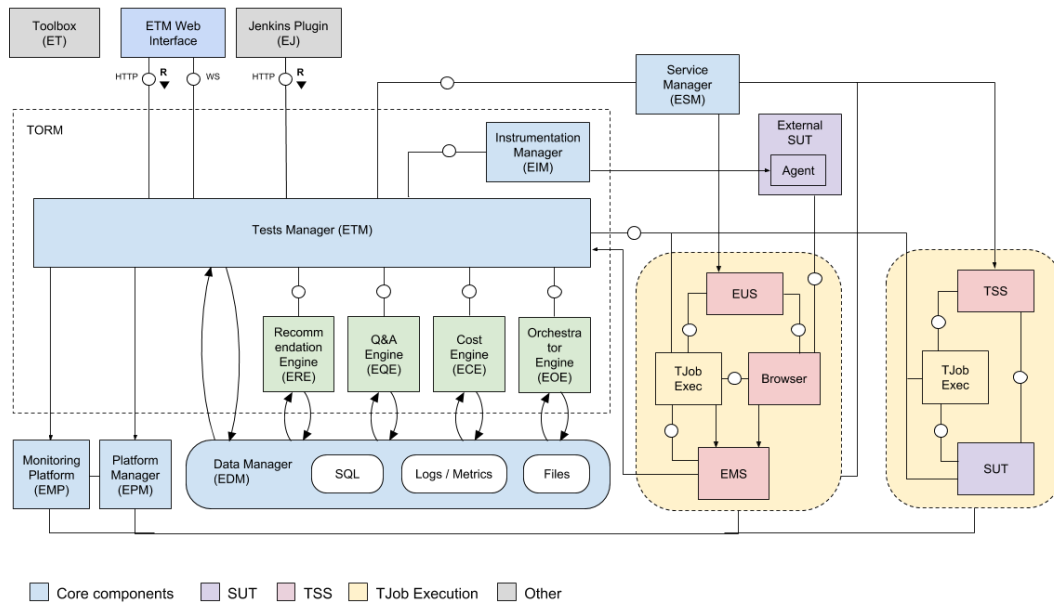 Toolbox
(ET)
ETM Web
Interface
Jenkins Plugin
(EJ)
HTTP
R
WS
HTTP
R
Service
Manager
(ESM)
TORM
Instrumentation
Manager
(EIM)
External
SUT
Agent
Tests Manager (ETM)
EUS
TSS
Recomm
endation
Engine
(ERE)
Q&A
Engine
(EQE)
Cost
Engine
(ECE)
Orchestra
tor Engine
(EOE)
TJob
Exec
Browser
TJob
Exec
Monitoring
Platform
(EMP)
Platform
Manager
(EPM)
Data Manager
(EDM)
SQL
Logs / Metrics
Files
EMS
SUT
Core components
SUT
TSS
TJob Execution
Other